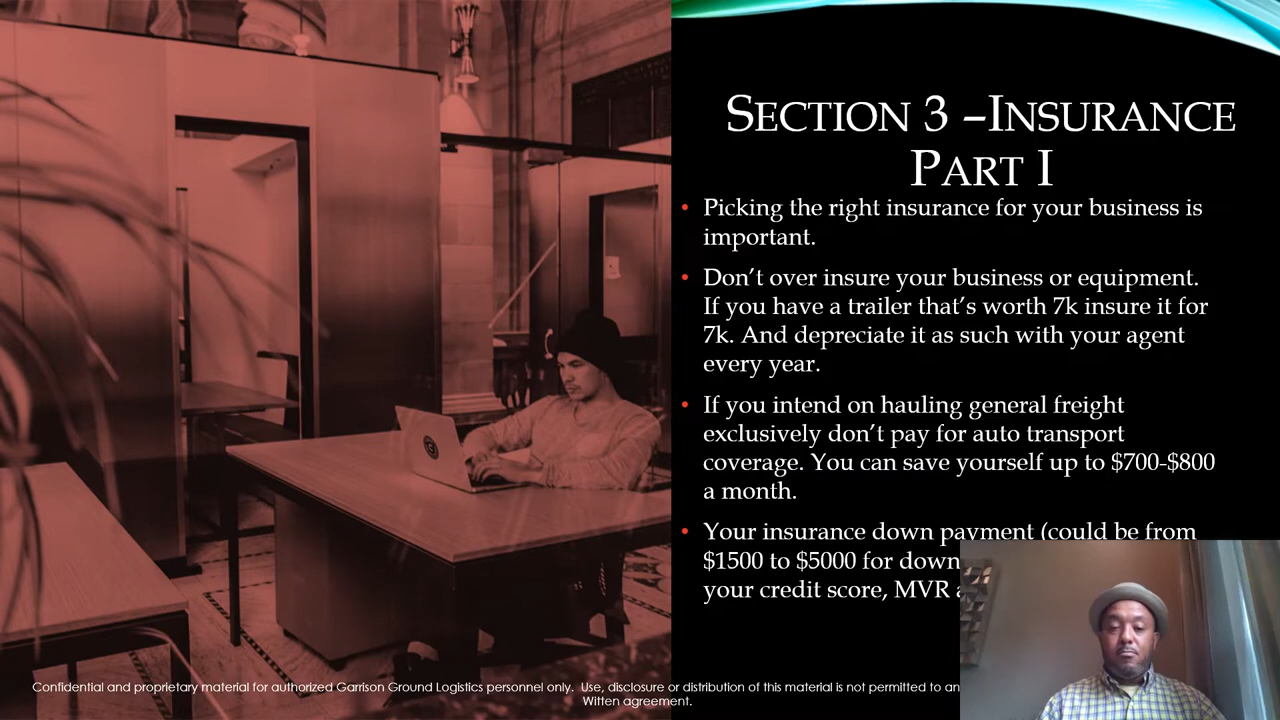 SECTION 3 –INSURANCE
PART I
• Picking the right insurance for your business is
important.
• Don’t over insure your business or equipment.
If you have a trailer that’s worth 7k insure it for
7k. And depreciate it as such with your agent
every year.
• If you intend on hauling general freight
exclusively don’t pay for auto transport
coverage. You can save yourself up to $700-$800
a month.
• Your insurance down payment (could be from
$1500 to $5000 for down
your credit score, MVR
Confidential and proprietary material for authorized Garrison Ground Logistics personnel only. Use, disclosure or distribution of this material is not permitted to an
Witten agreement.